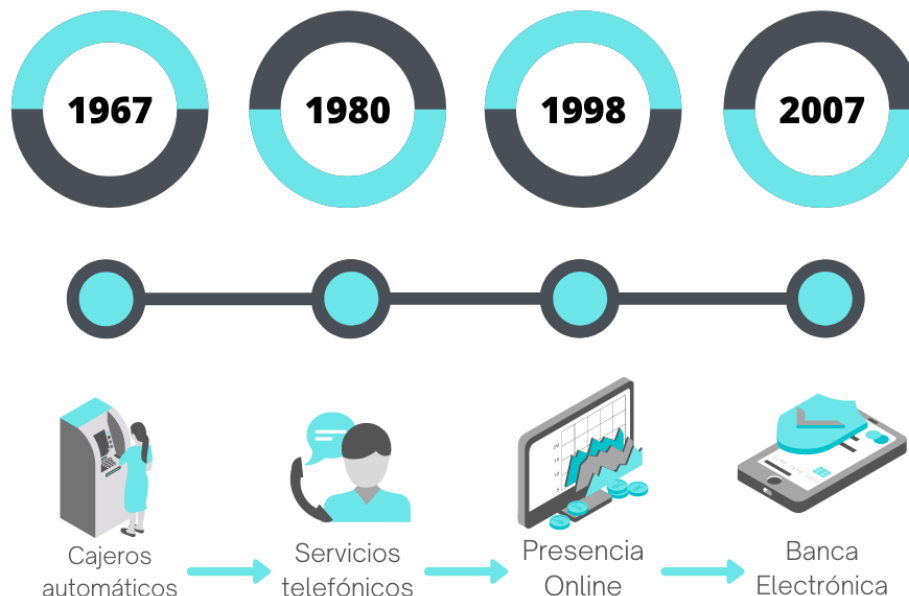 1967
1980
1998
2007
Cajeros
automáticos
Servicios
telefónicos
Presencia
Online
Banca
Electrónica